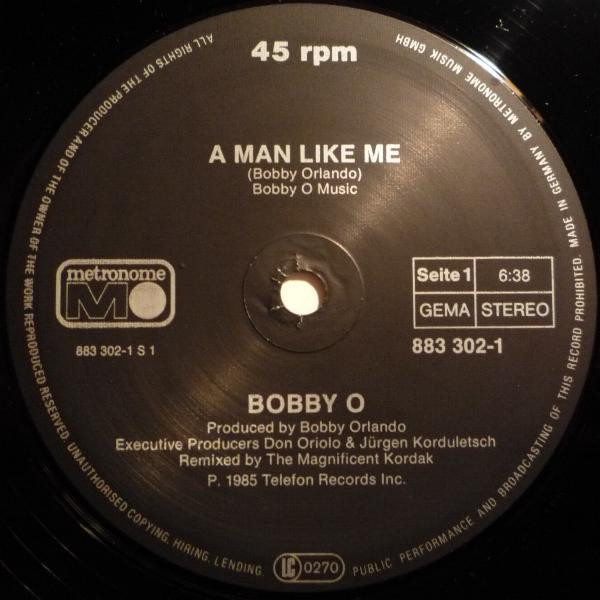 45 rpm
A MAN LIKE ME
(Bobby Orlando)
Bobby O Music
metronome
MO
883 302-1 S 1
Seite 1
6:38
GEMA
STEREO
883 302-1
BOBBY O
Produced by Bobby Orlando
Executive Producers Don Oriolo & Jürgen Korduletsch
Remixed by The Magnificent Kordak
P. 1985 Telefon Records Inc.
LC 0270
ALL RIGHTS OF THE PRODUCER AND OF THE OWNER OF THE WORK REPRODUCED RESERVED. UNAUTHORISED COPYING. HIRING. LENDING. PUBLIC PERFORMANCE AND BROADCASTING OF THIS RECORD PROHIBITED. MADE IN GERMANY BY METRONOME MUSIK GMBH